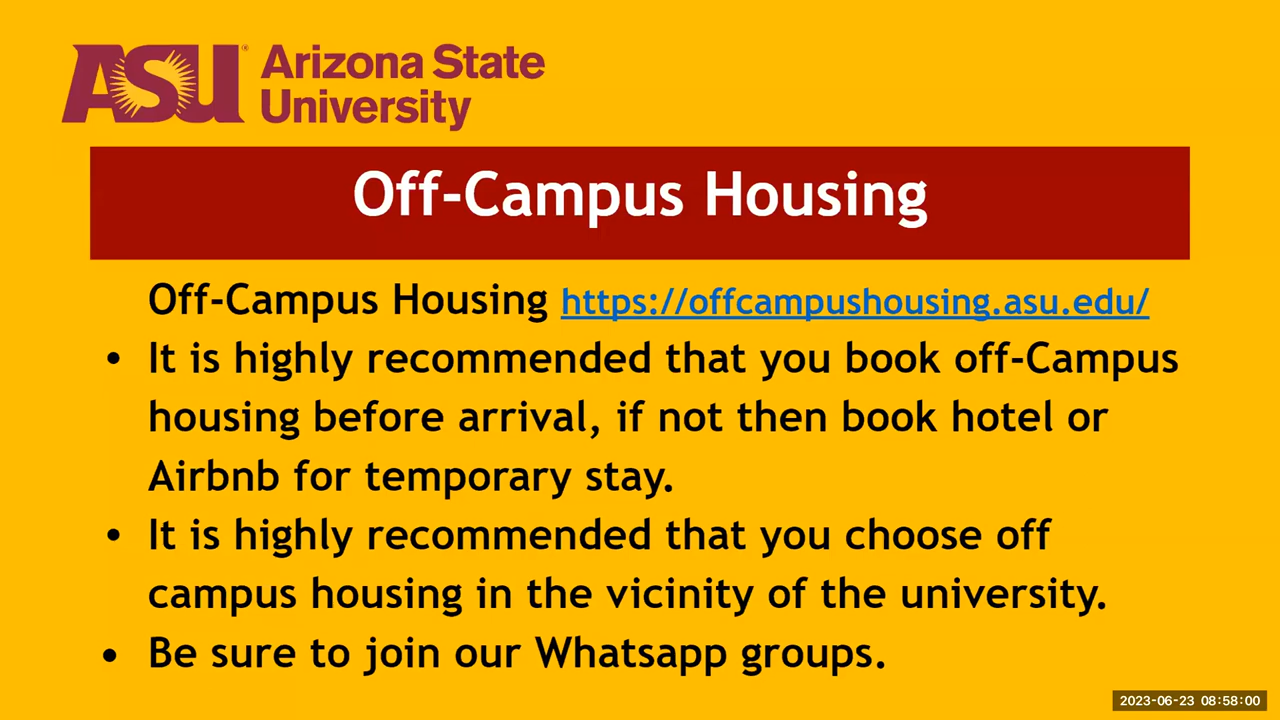 ASU® Arizona State
University
Off-Campus Housing
Off-Campus Housing https://offcampushousing.asu.edu/
• It is highly recommended that you book off-Campus
housing before arrival, if not then book hotel or
Airbnb for temporary stay.
• It is highly recommended that you choose off
campus housing in the vicinity of the university.
• Be sure to join our Whatsapp groups.
2023-06-23 08:58:00